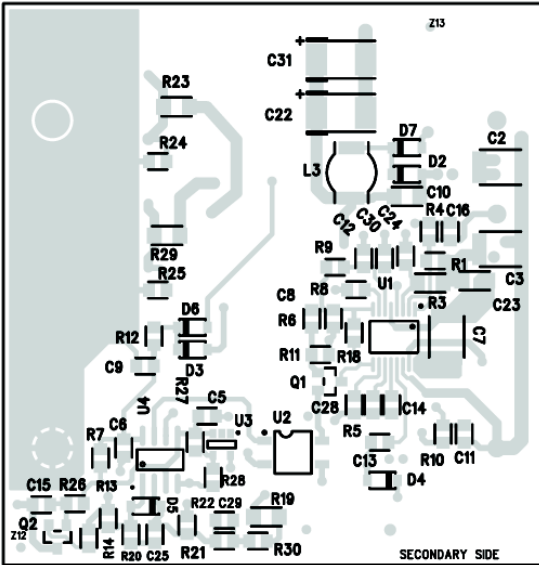 Z13
C31
R23
C22
D7
R24
C2
D2
L3
C10
C12
C30
C24
R4
C16
R29
R9
R1
R25
R8
U1
R3
C3
C23
C8
D6
R6
R12
C7
R18
R11
C9
D3
Q1
R27
U4
C5
C28
C14
U3
U2
C6
R7
R5
R10
C11
C13
R13
R28
D4
C15
R26
D5
R22
C29
R19
Q2
Z12
R14
R20
C25
R21
R30
SECONDARY SIDE